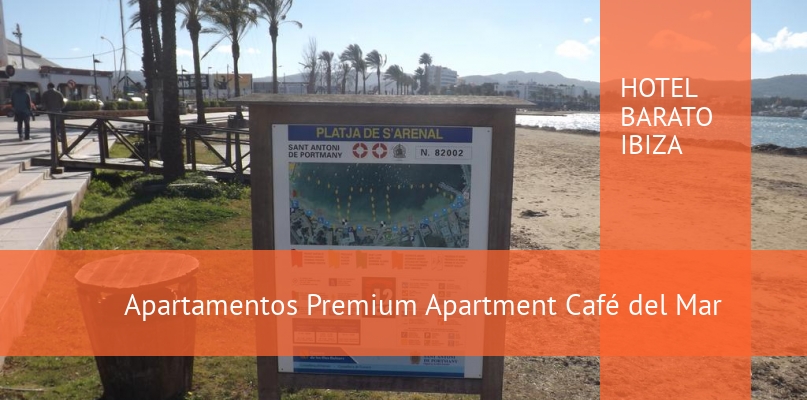 HOTEL
BARATO
IBIZA
PLATJA DE S'ARENAL
SANT ANTONI
DE PORTMANY
N. 82002
Apartamentos Premium Apartment Café del Mar